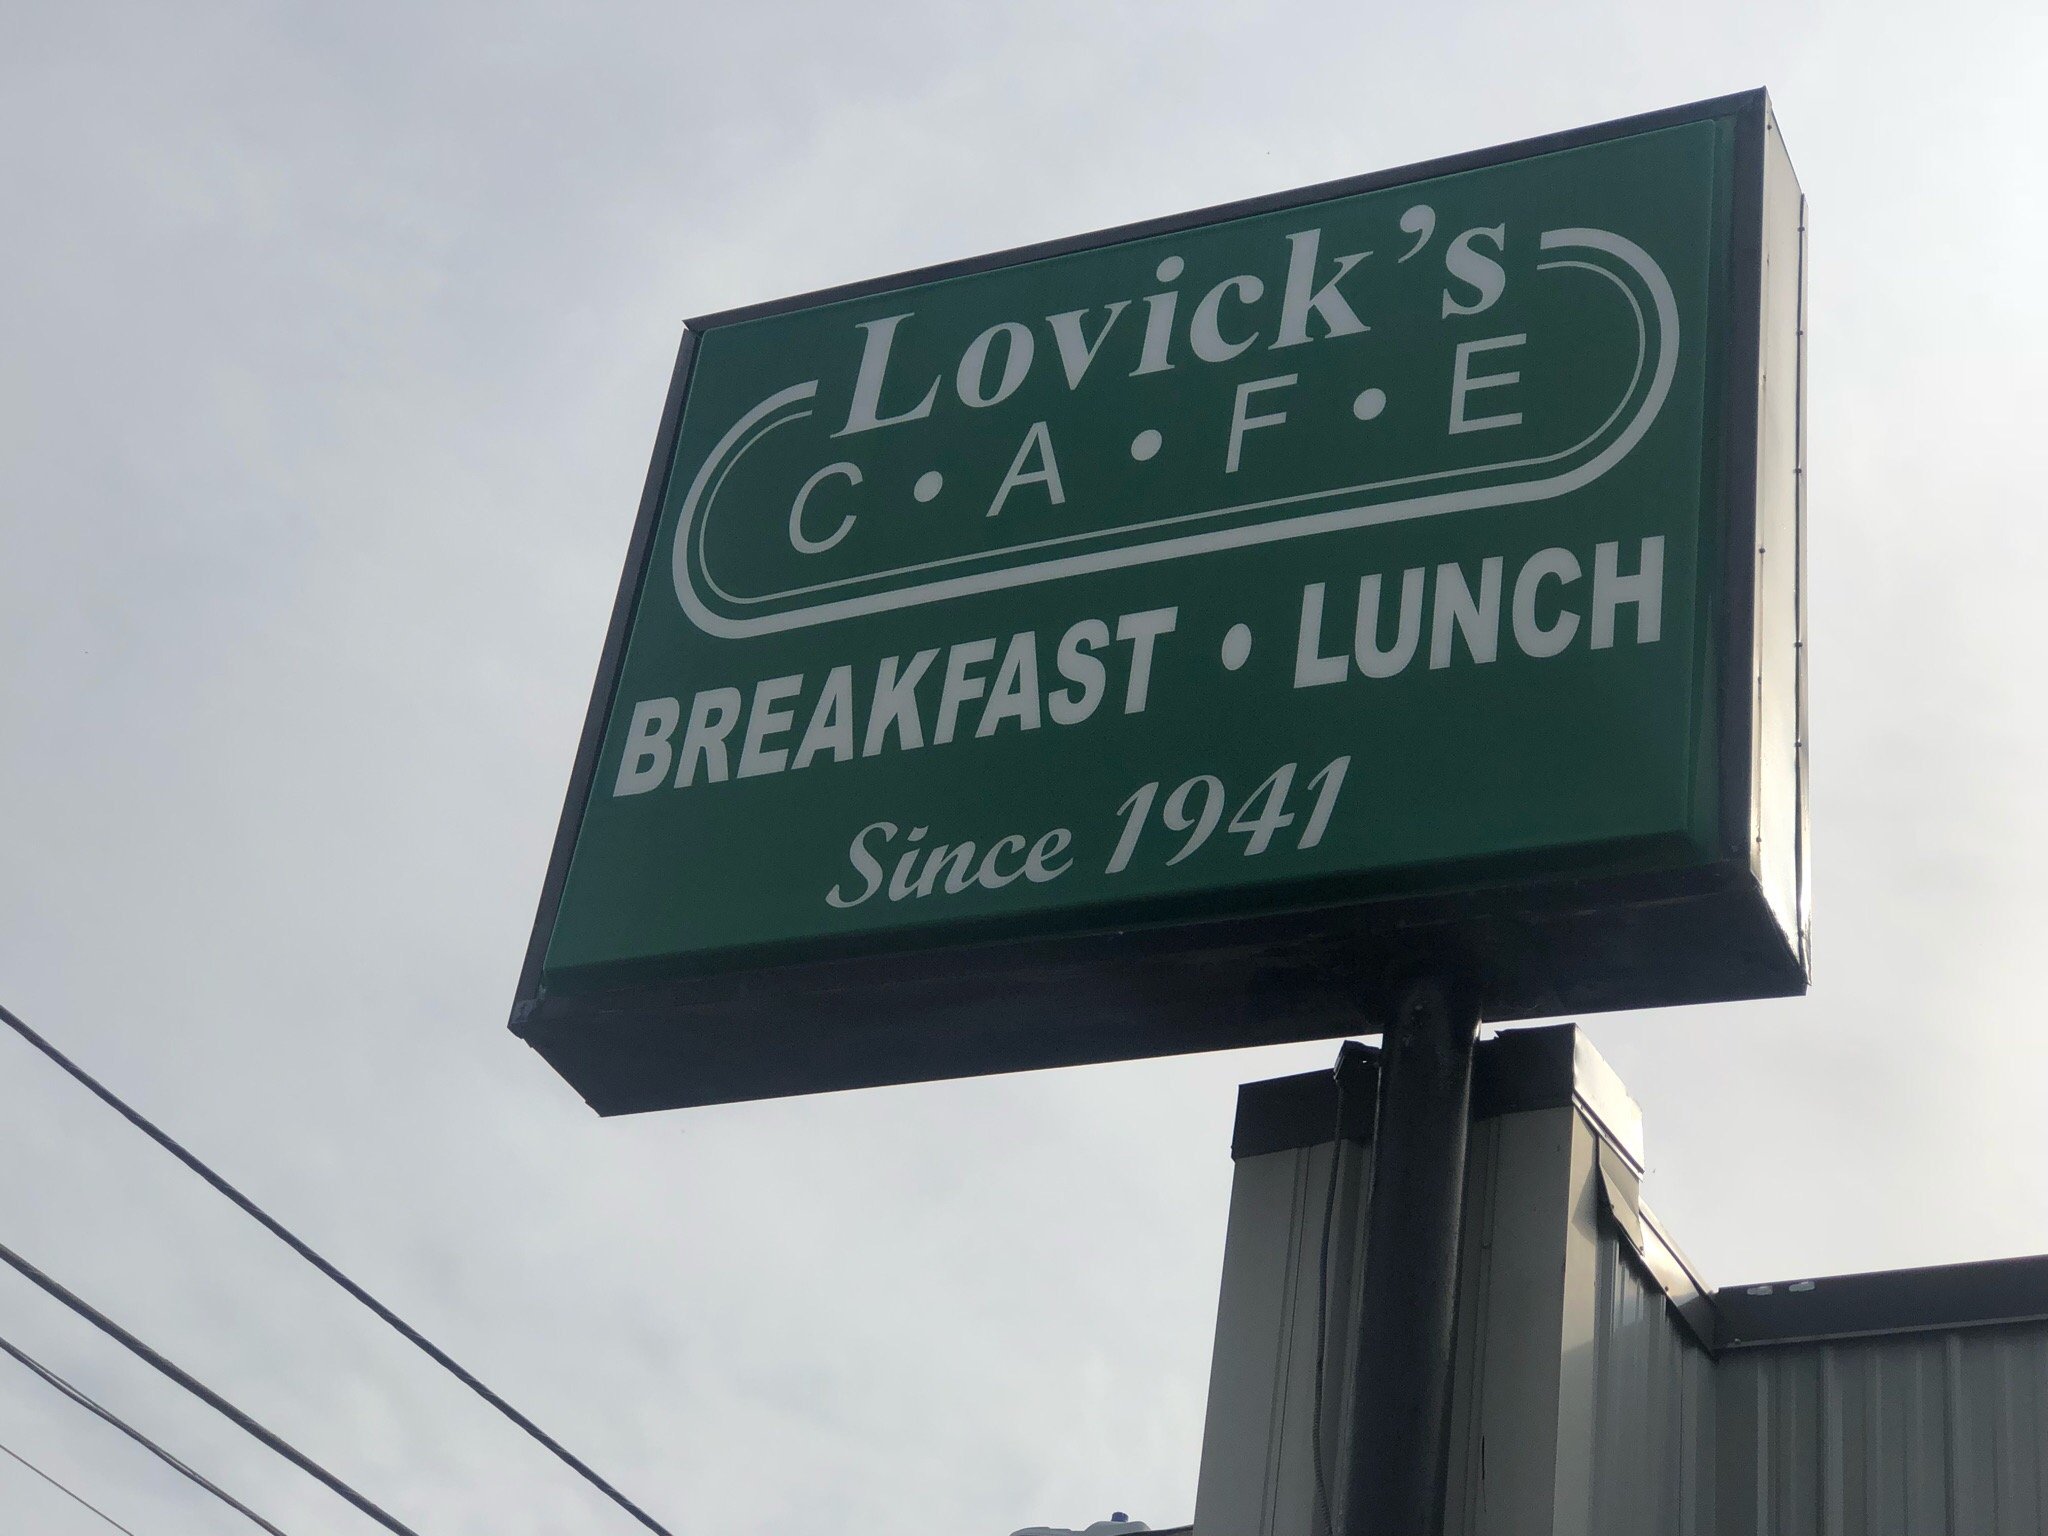 Lovick's
C•A•F•E
BREAKFAST • LUNCH
Since 1941